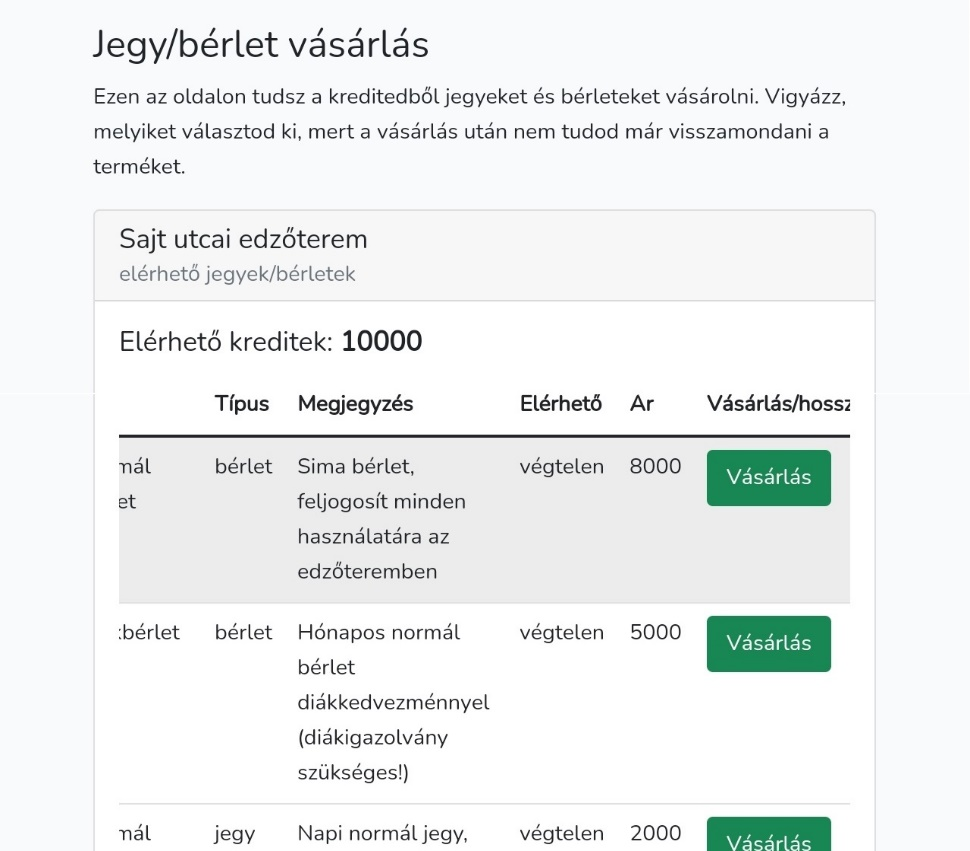 Jegy/bérlet vásárlás
Ezen az oldalon tudsz a kreditedből jegyeket és bérleteket vásárolni. Vigyázz,
melyiket választod ki, mert a vásárlás után nem tudod már visszamondani a
terméket.
Sajt utcai edzőterem
elérhető jegyek/bérletek
Elérhető kreditek: 10000
Típus Megjegyzés Elérhető Ar Vásárlás/hossz
mál bérlet Sima bérlet, végtelen 8000 Vásárlás
et feljogosít minden
használatára az
edzőteremben
kbérlet bérlet Hónapos normál végtelen 5000 Vásárlás
bérlet
diákkedvezménnyel
(diákigazolvány
szükséges!)
mál jegy Napi normál jegy, végtelen 2000 Vásárlás